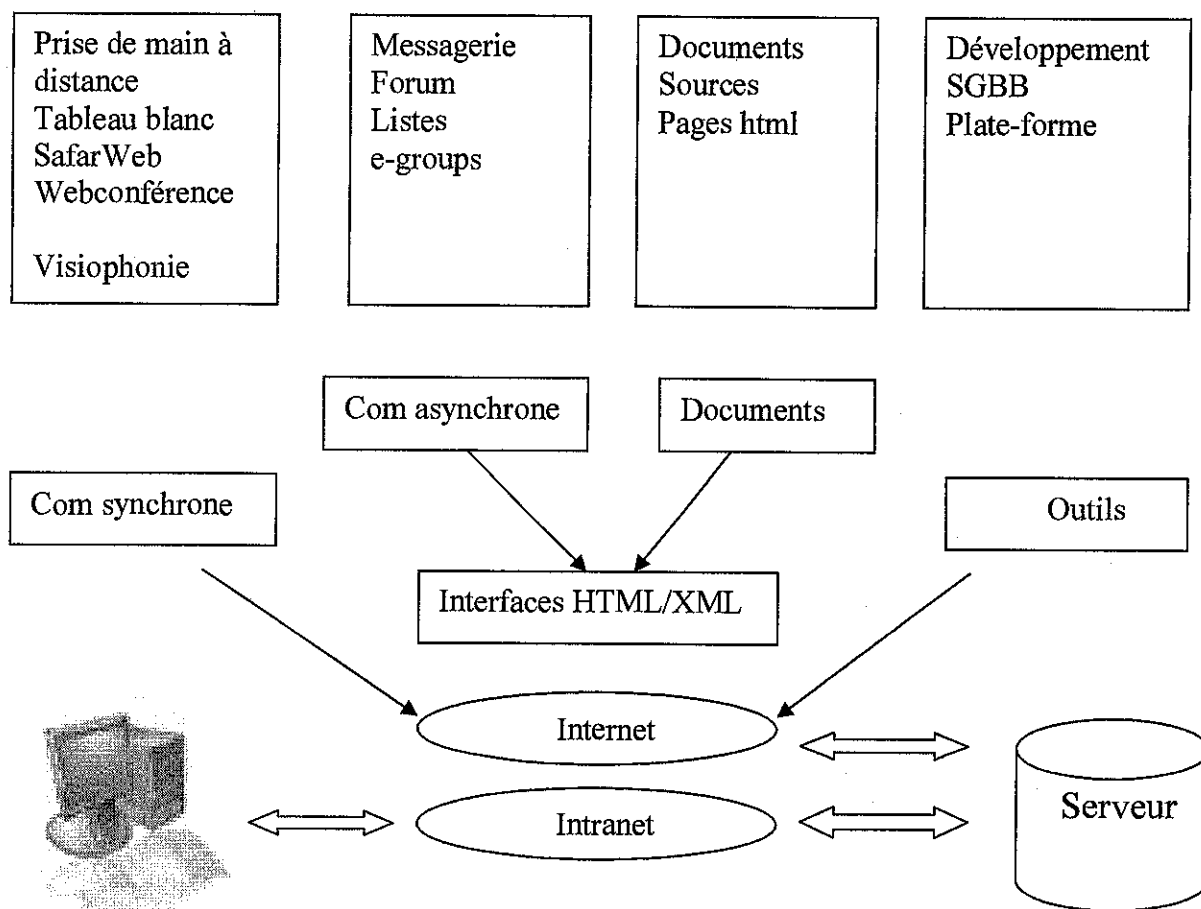 Prise de main à
distance
Tableau blanc
SafarWeb
Webconférence
Visiophonie
Messagerie
Forum
Listes
e-groups
Documents
Sources
Pages html
Développement
SGBB
Plate-forme
Com asynchrone
Documents
Com synchrone
Outils
Interfaces HTML/XML
Internet
Intranet
Serveur